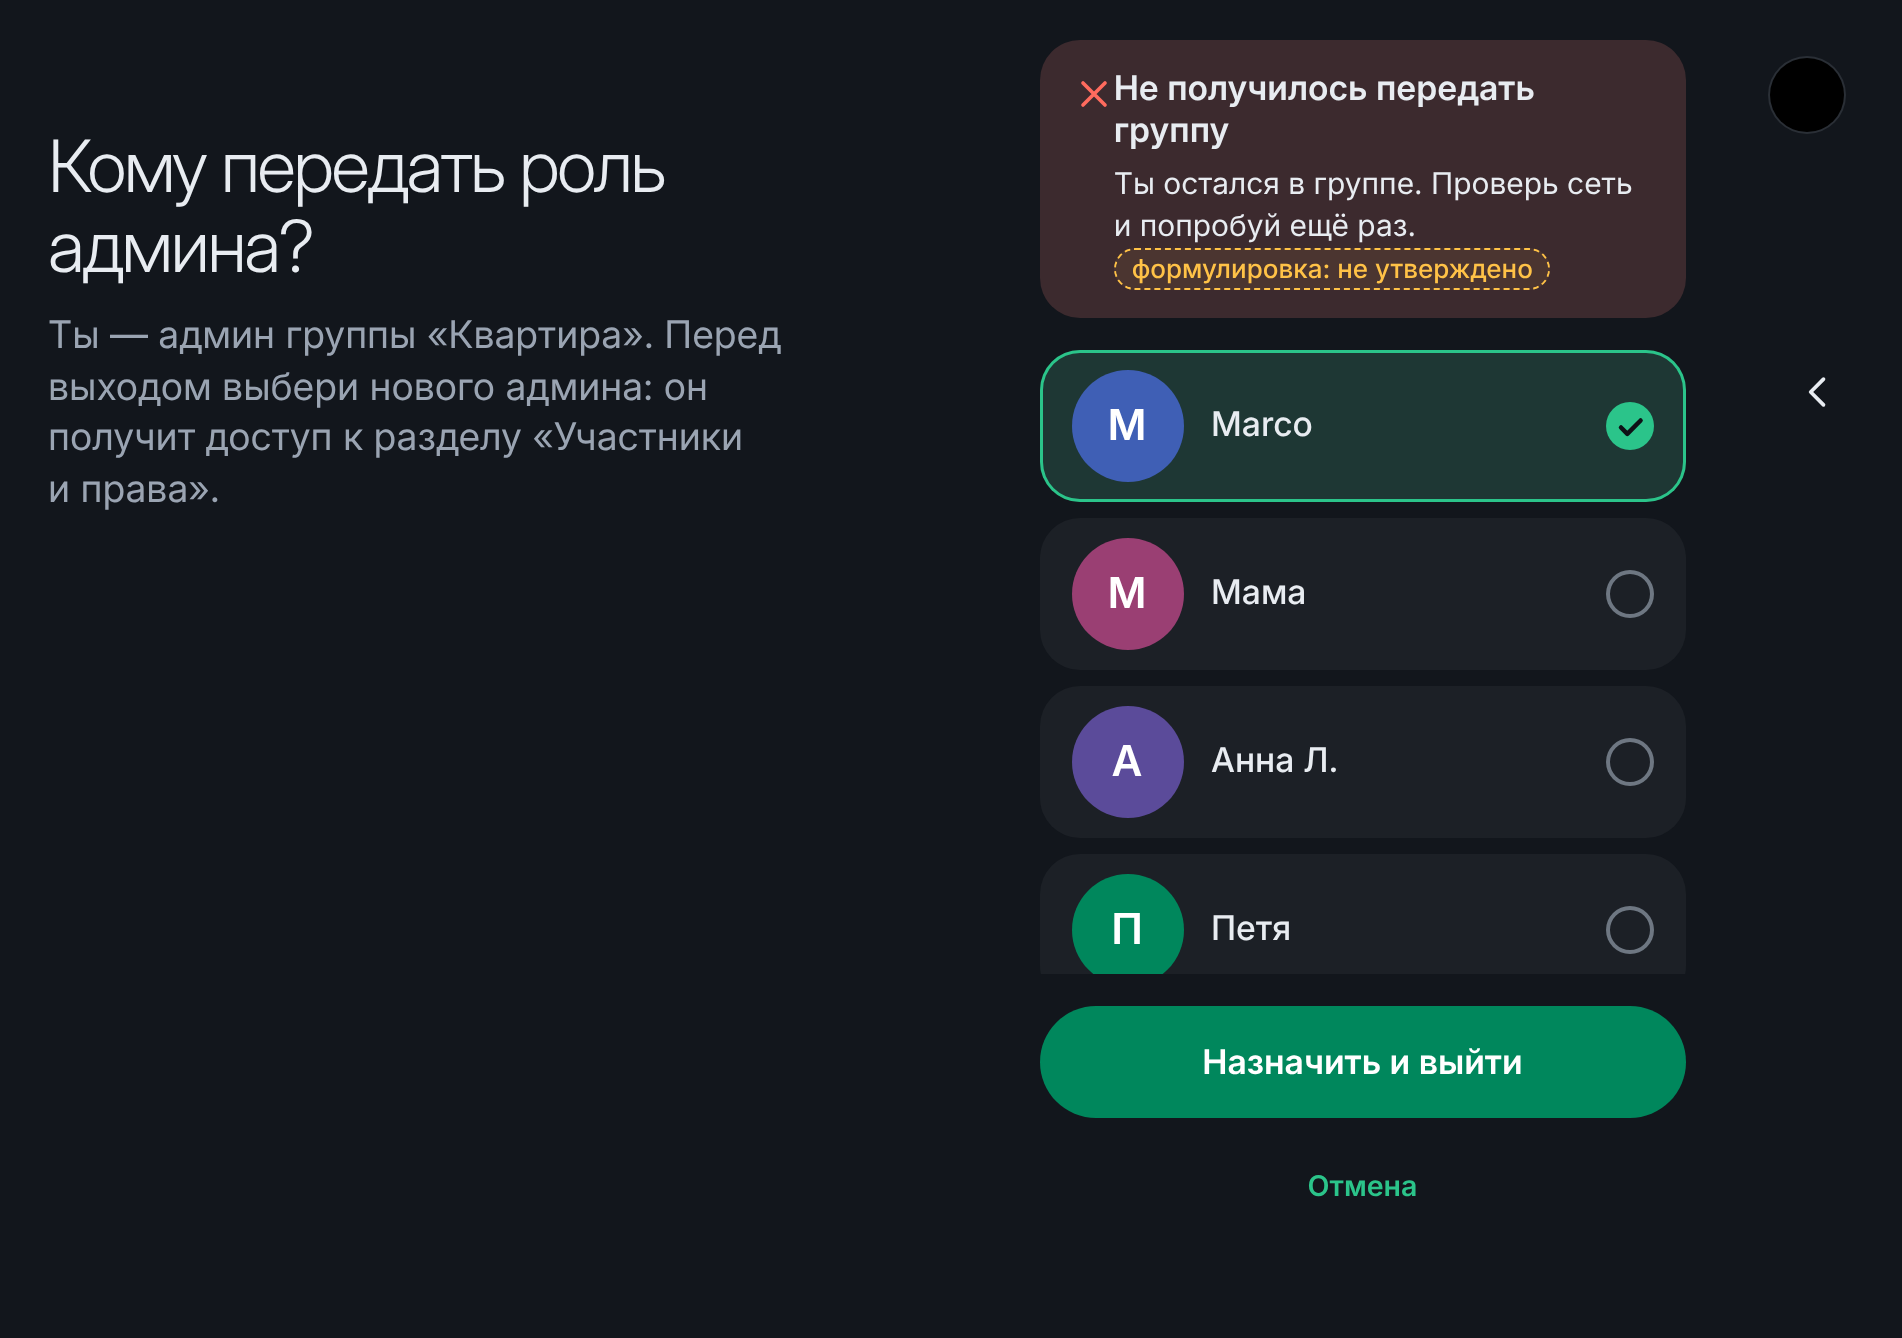 Кому передать роль
админа?
Ты — админ группы «Квартира». Перед
выходом выбери нового админа: он
получит доступ к разделу «Участники
и права».
Не получилось передать
группу
Ты остался в группе. Проверь сеть
и попробуй ещё раз.
формулировка: не утверждено
M Marco
М Мама
А Анна Л.
П Петя
Назначить и выйти
Отмена